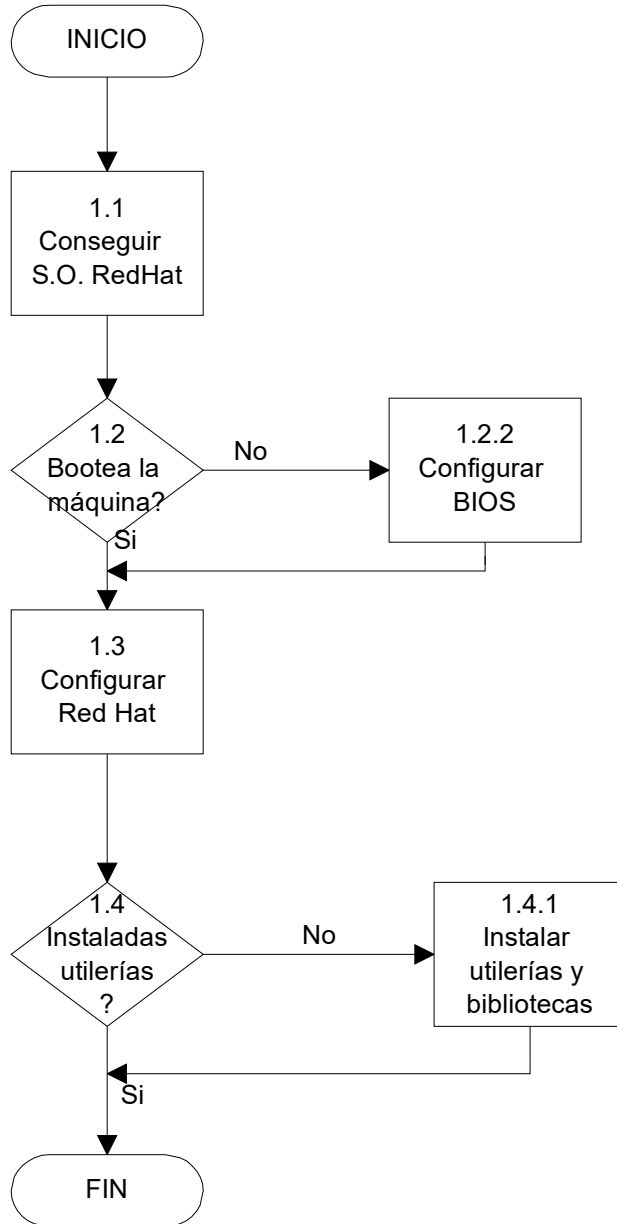 INICIO
1.1
Conseguir
S.O. RedHat
1.2
Bootea la
máquina?
No
1.2.2
Configurar
BIOS
Si
1.3
Configurar
Red Hat
1.4
Instaladas
utilerías
?
No
1.4.1
Instalar
utilerías y
bibliotecas
Si
FIN